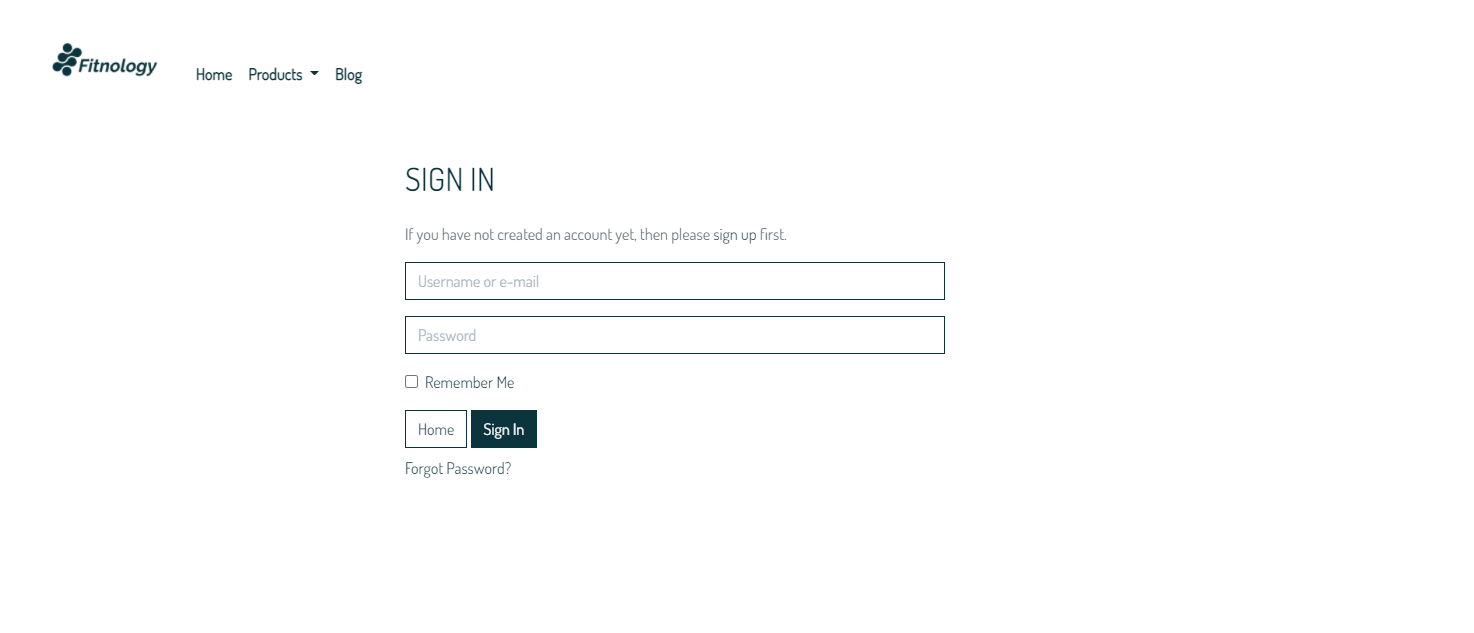 Fitnology
Home Products Blog
SIGN IN
If you have not created an account yet, then please sign up first.
Username or e-mail
Password
Remember Me
Home Sign In
Forgot Password?